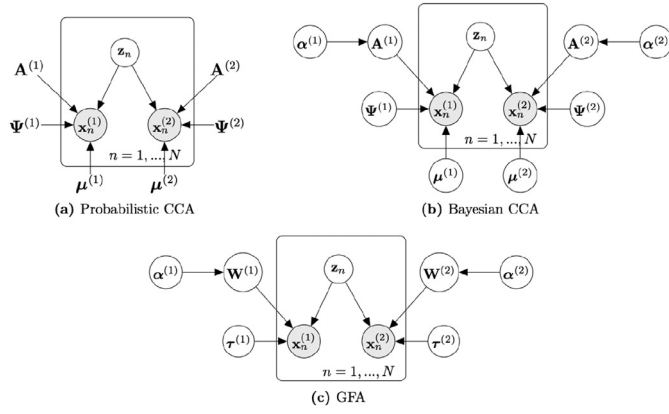 z_n
A^{(1)} A^{(2)}
Ψ^{(1)} x_n^{(1)} x_n^{(2)} Ψ^{(2)}
n = 1, ..., N
μ^{(1)} μ^{(2)}
(a) Probabilistic CCA
α^{(1)} A^{(1)} z_n A^{(2)} α^{(2)}
Ψ^{(1)} x_n^{(1)} x_n^{(2)} Ψ^{(2)}
n = 1, ..., N
μ^{(1)} μ^{(2)}
(b) Bayesian CCA
α^{(1)} W^{(1)} z_n W^{(2)} α^{(2)}
τ^{(1)} x_n^{(1)} x_n^{(2)} τ^{(2)}
n = 1, ..., N
(c) GFA